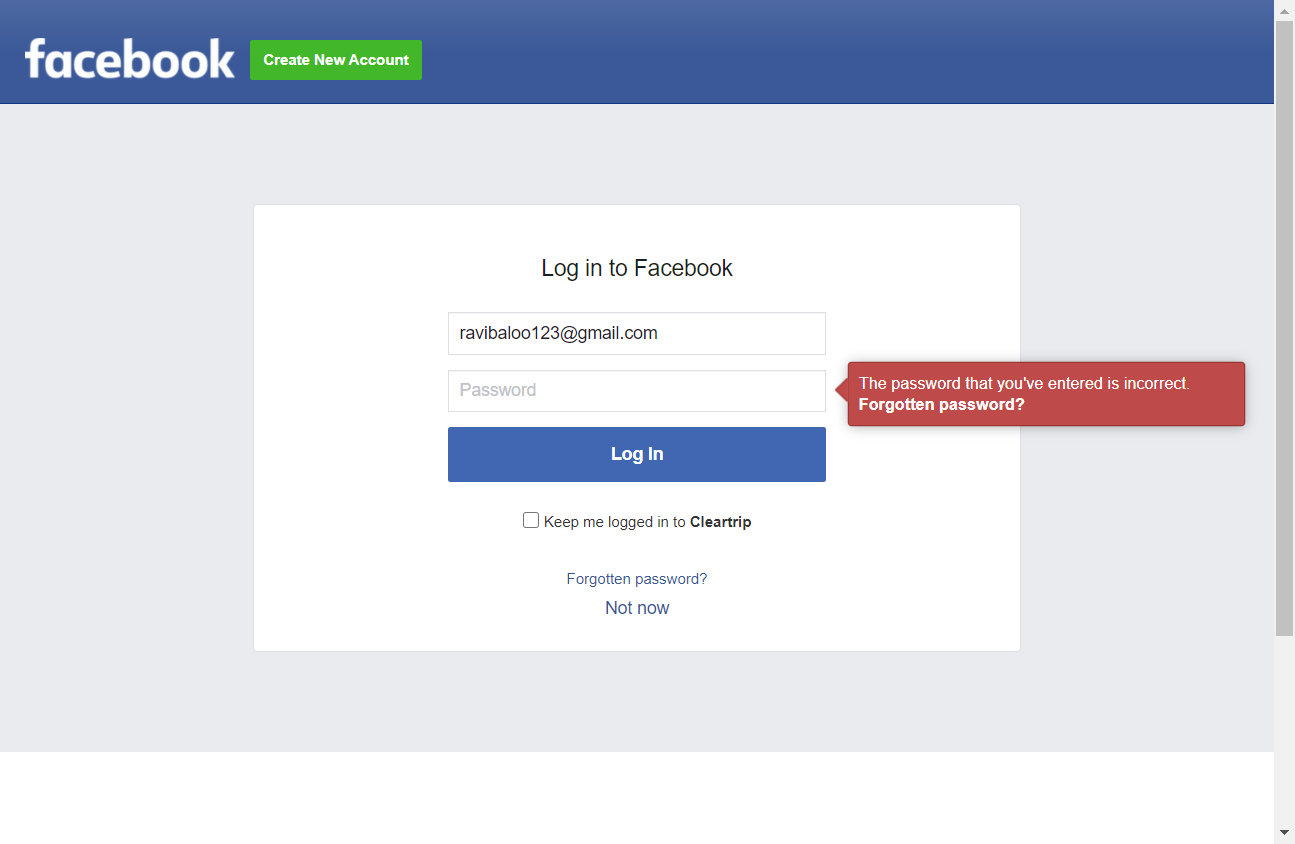 facebook
Create New Account
Log in to Facebook
ravibaloo123@gmail.com
Password
The password that you've entered is incorrect.
Forgotten password?
Log In
Keep me logged in to Cleartrip
Forgotten password?
Not now